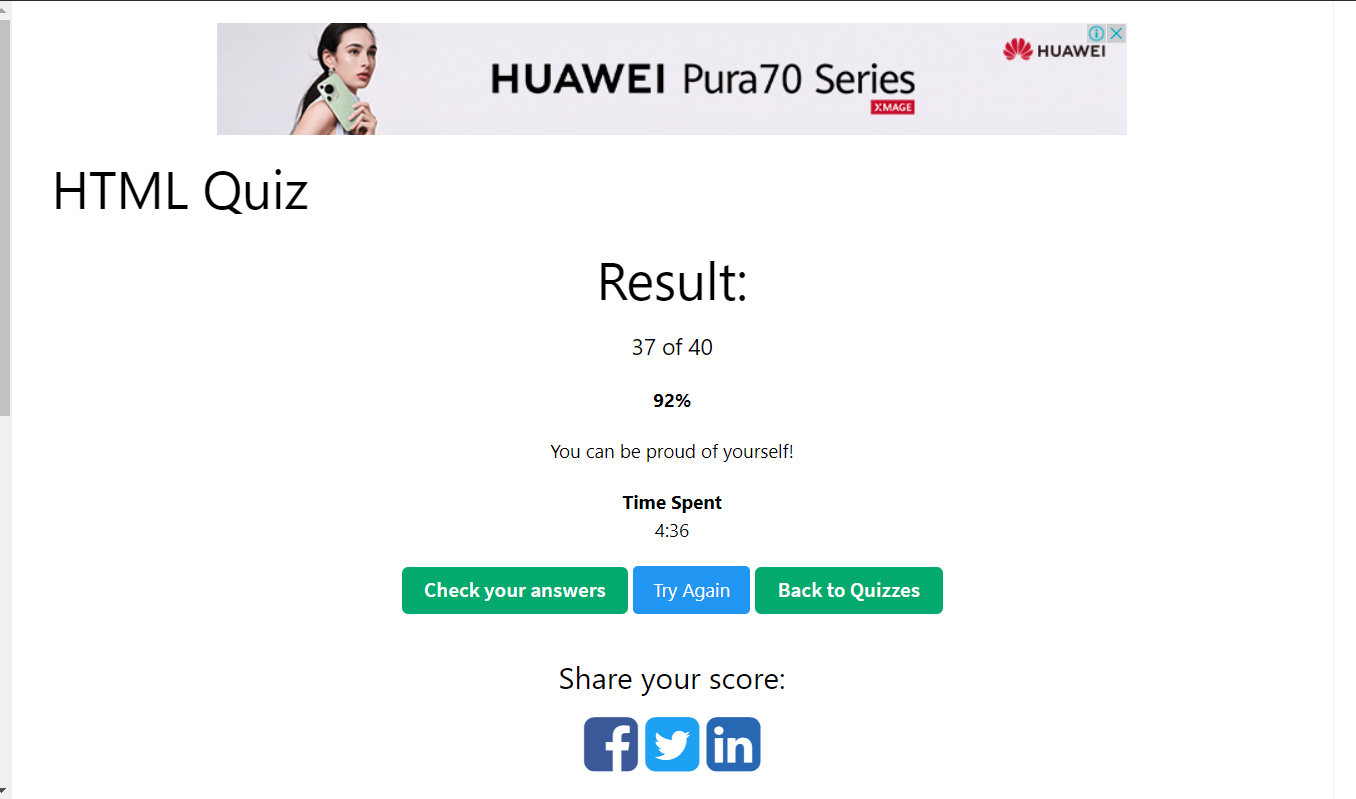 HUAWEI Pura70 Series
XMAGE
HUAWEI
HTML Quiz
Result:
37 of 40
92%
You can be proud of yourself!
Time Spent
4:36
Check your answers
Try Again
Back to Quizzes
Share your score:
f
in